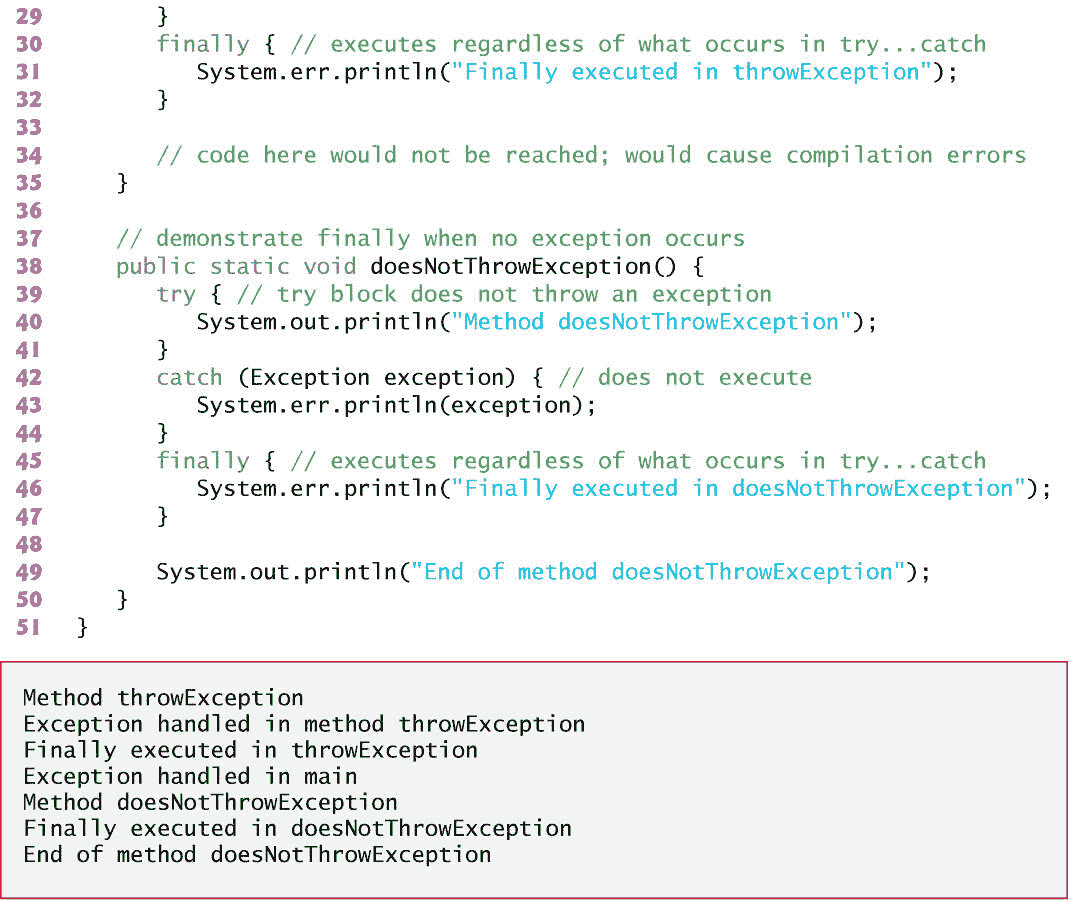 29 }
30 finally { // executes regardless of what occurs in try...catch
31 System.err.println("Finally executed in throwException");
32 }
33
34 // code here would not be reached; would cause compilation errors
35 }
36
37 // demonstrate finally when no exception occurs
38 public static void doesNotThrowException() {
39 try { // try block does not throw an exception
40 System.out.println("Method doesNotThrowException");
41 }
42 catch (Exception exception) { // does not execute
43 System.err.println(exception);
44 }
45 finally { // executes regardless of what occurs in try...catch
46 System.err.println("Finally executed in doesNotThrowException");
47 }
48
49 System.out.println("End of method doesNotThrowException");
50 }
51 }
Method throwException
Exception handled in method throwException
Finally executed in throwException
Exception handled in main
Method doesNotThrowException
Finally executed in doesNotThrowException
End of method doesNotThrowException